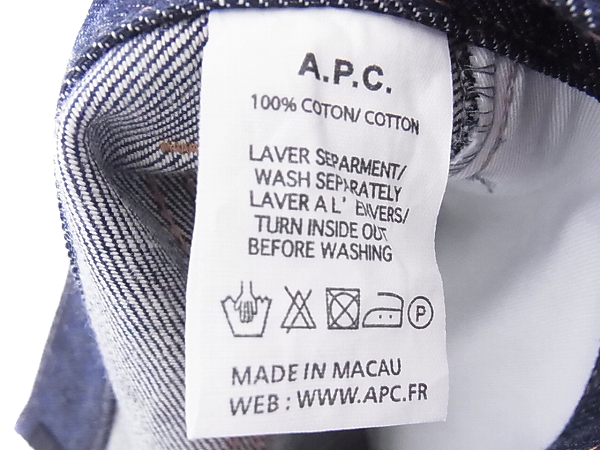 A.P.C.
100% COTON/ COTTON
LAVER SEPARMENT/
WASH SEPARATELY
LAVER A L' ENVERS/
TURN INSIDE OUT
BEFORE WASHING
P
MADE IN MACAU
WEB : WWW.APC.FR